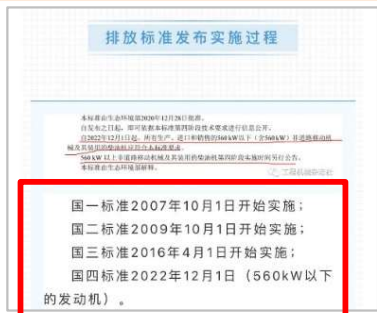 排放标准发布实施过程
本标准由生态环境部2020年12月28日批准。
自发布之日起，即可依据本标准第四阶段技术要求进行信息公开。
自2022年12月1日起，所有生产、进口和销售的560kW以下（含560kW）非道路移动机
械及其装用的柴油机应符合本标准要求。
560 kW 以上非道路移动机械及其装用的柴油机第四阶段实施时间另行公告。
本标准由生态环境部解释。
工程机械杂志社
国一标准2007年10月1日开始实施；
国二标准2009年10月1日开始实施；
国三标准2016年4月1日开始实施；
国四标准2022年12月1日（560kW以下
的发动机）。